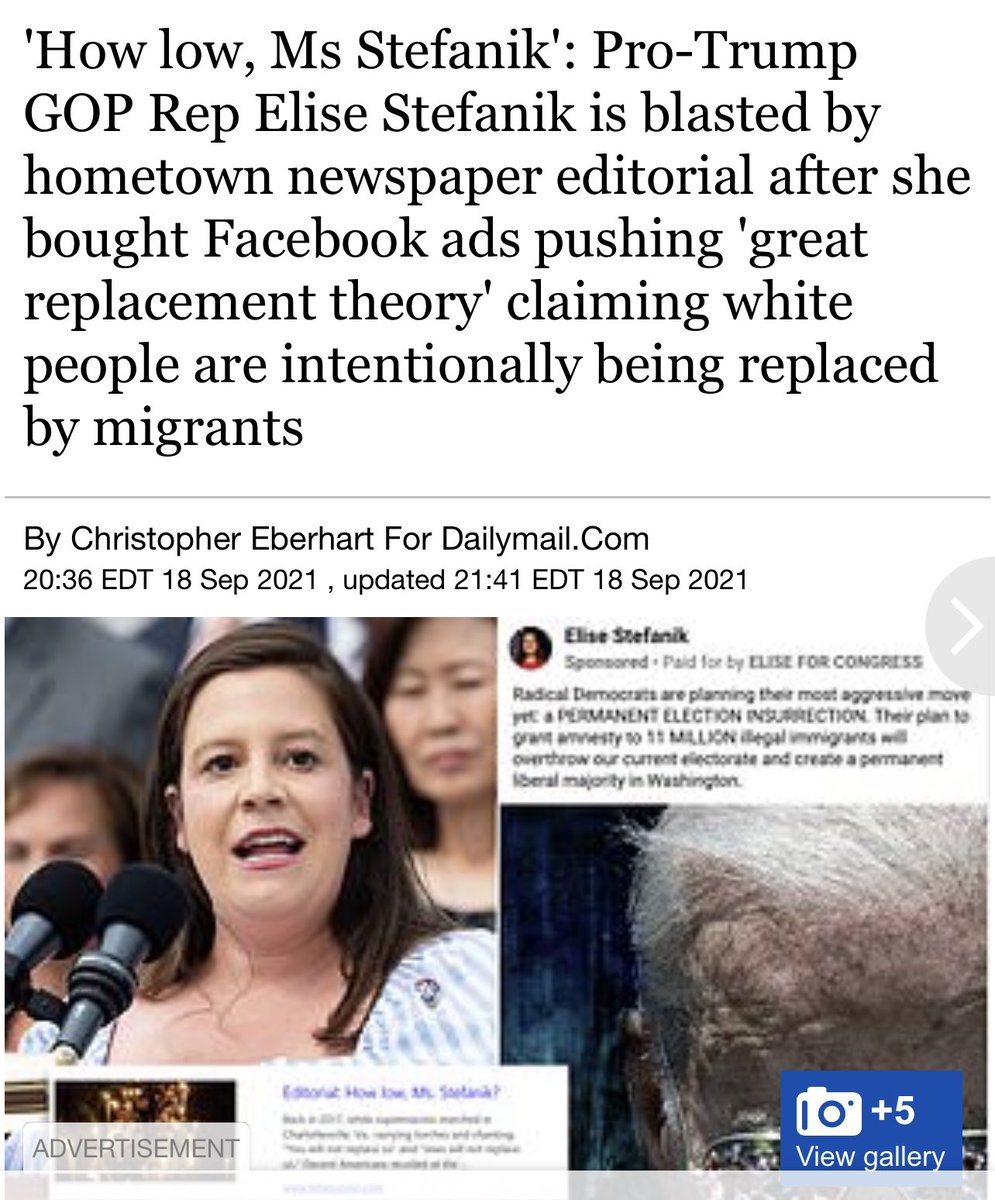 'How low, Ms Stefanik': Pro-Trump
GOP Rep Elise Stefanik is blasted by
hometown newspaper editorial after she
bought Facebook ads pushing 'great
replacement theory' claiming white
people are intentionally being replaced
by migrants
By Christopher Eberhart For Dailymail.Com
20:36 EDT 18 Sep 2021 , updated 21:41 EDT 18 Sep 2021
Elise Stefanik
Sponsored • Paid for by ELISE FOR CONGRESS
Radical Democrats are planning their most aggressive move
yet: a PERMANENT ELECTION INSURRECTION. Their plan to
grant amnesty to 11 MILLION illegal immigrants will
overthrow our current electorate and create a permanent
liberal majority in Washington.
Editorial: How low, Ms. Stefanik?
Back in 2017, white supremacists marched in
Charlottesville, Va., carrying torches and chanting,
"You will not replace us" and "Jews will not replace
us." Decent Americans recoiled at the
ADVERTISEMENT
+5
View gallery